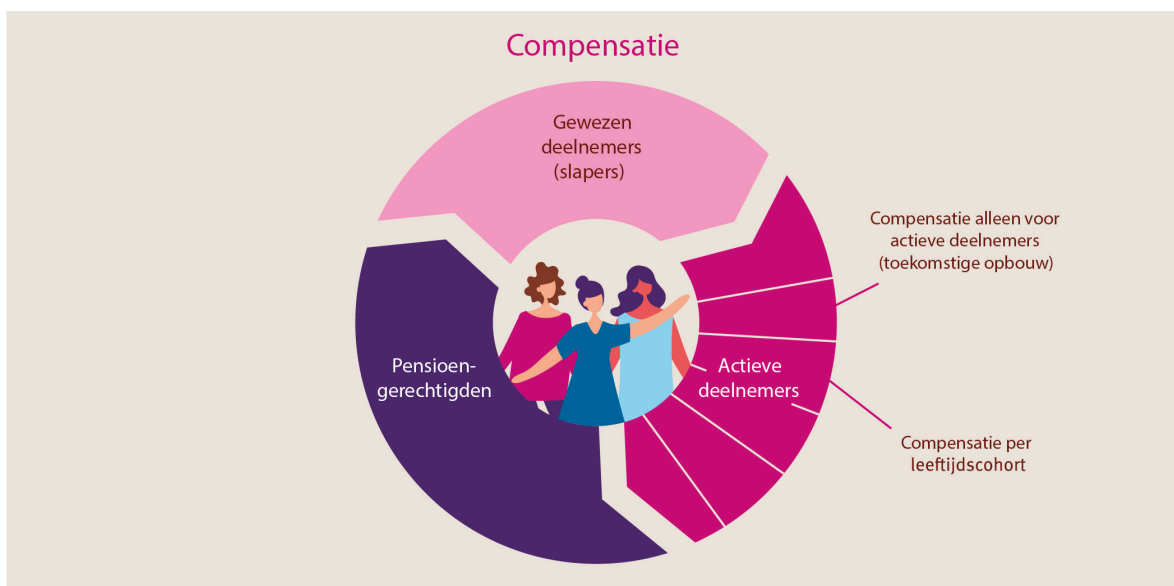 Compensatie
Gewezen
deelnemers
(slapers)
Compensatie alleen voor
actieve deelnemers
(toekomstige opbouw)
Pensioen-
gerechtigden
Actieve
deelnemers
Compensatie per
leeftijdscohort